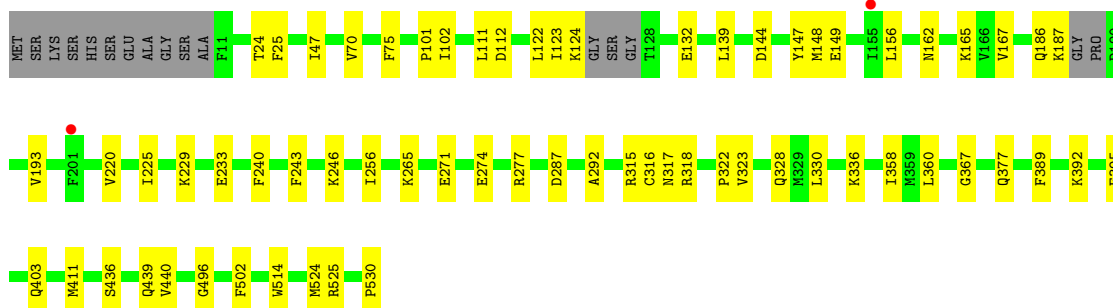 MET SER LYS SER HIS SER GLU ALA GLY SER ALA F11 T24 F25 I47 V70 F75 P101 I102 L111 D112 L122 I123 K124 GLY SER GLY T128 E132 L139 D144 Y147 M148 E149 I155 L156 N162 K165 V166 V167 Q186 K187 GLY PRO
V193 F201 V220 I225 K229 E233 F240 F243 K246 I256 K265 E271 E274 R277 D287 A292 R315 C316 N317 R318 P322 V323 Q328 M329 L330 K336 I358 M359 L360 G367 Q377 F389 K392
Q403 M411 S436 Q439 V440 G496 F502 W514 M524 R525 P530